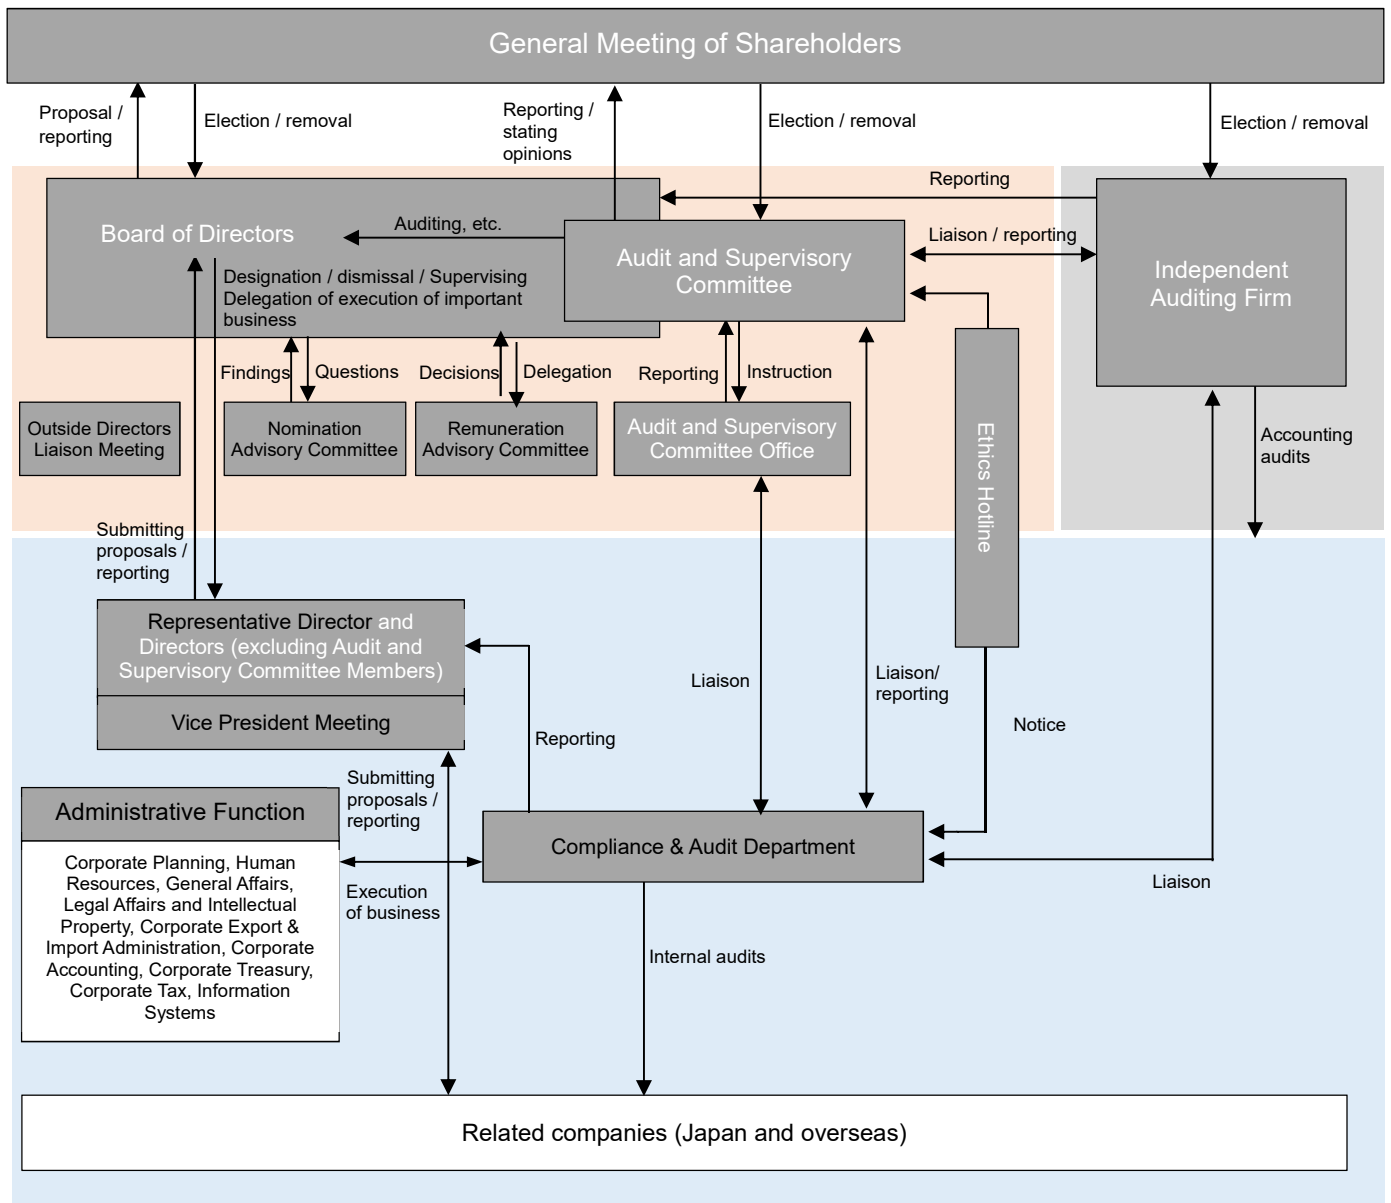 General Meeting of Shareholders
Proposal /
reporting
Election / removal
Reporting /
stating
opinions
Election / removal
Election / removal
Reporting
Board of Directors
Auditing, etc.
Audit and Supervisory
Committee
Liaison / reporting
Independent
Auditing Firm
Designation / dismissal / Supervising
Delegation of execution of important
business
Findings
Questions
Decisions
Delegation
Reporting
Instruction
Outside Directors
Liaison Meeting
Nomination
Advisory Committee
Remuneration
Advisory Committee
Audit and Supervisory
Committee Office
Ethics Hotline
Accounting
audits
Submitting
proposals /
reporting
Representative Director and
Directors (excluding Audit and
Supervisory Committee Members)
Vice President Meeting
Liaison
Liaison/
reporting
Notice
Reporting
Submitting
proposals /
reporting
Administrative Function
Corporate Planning, Human
Resources, General Affairs,
Legal Affairs and Intellectual
Property, Corporate Export &
Import Administration, Corporate
Accounting, Corporate Treasury,
Corporate Tax, Information
Systems
Execution
of business
Compliance & Audit Department
Liaison
Internal audits
Related companies (Japan and overseas)